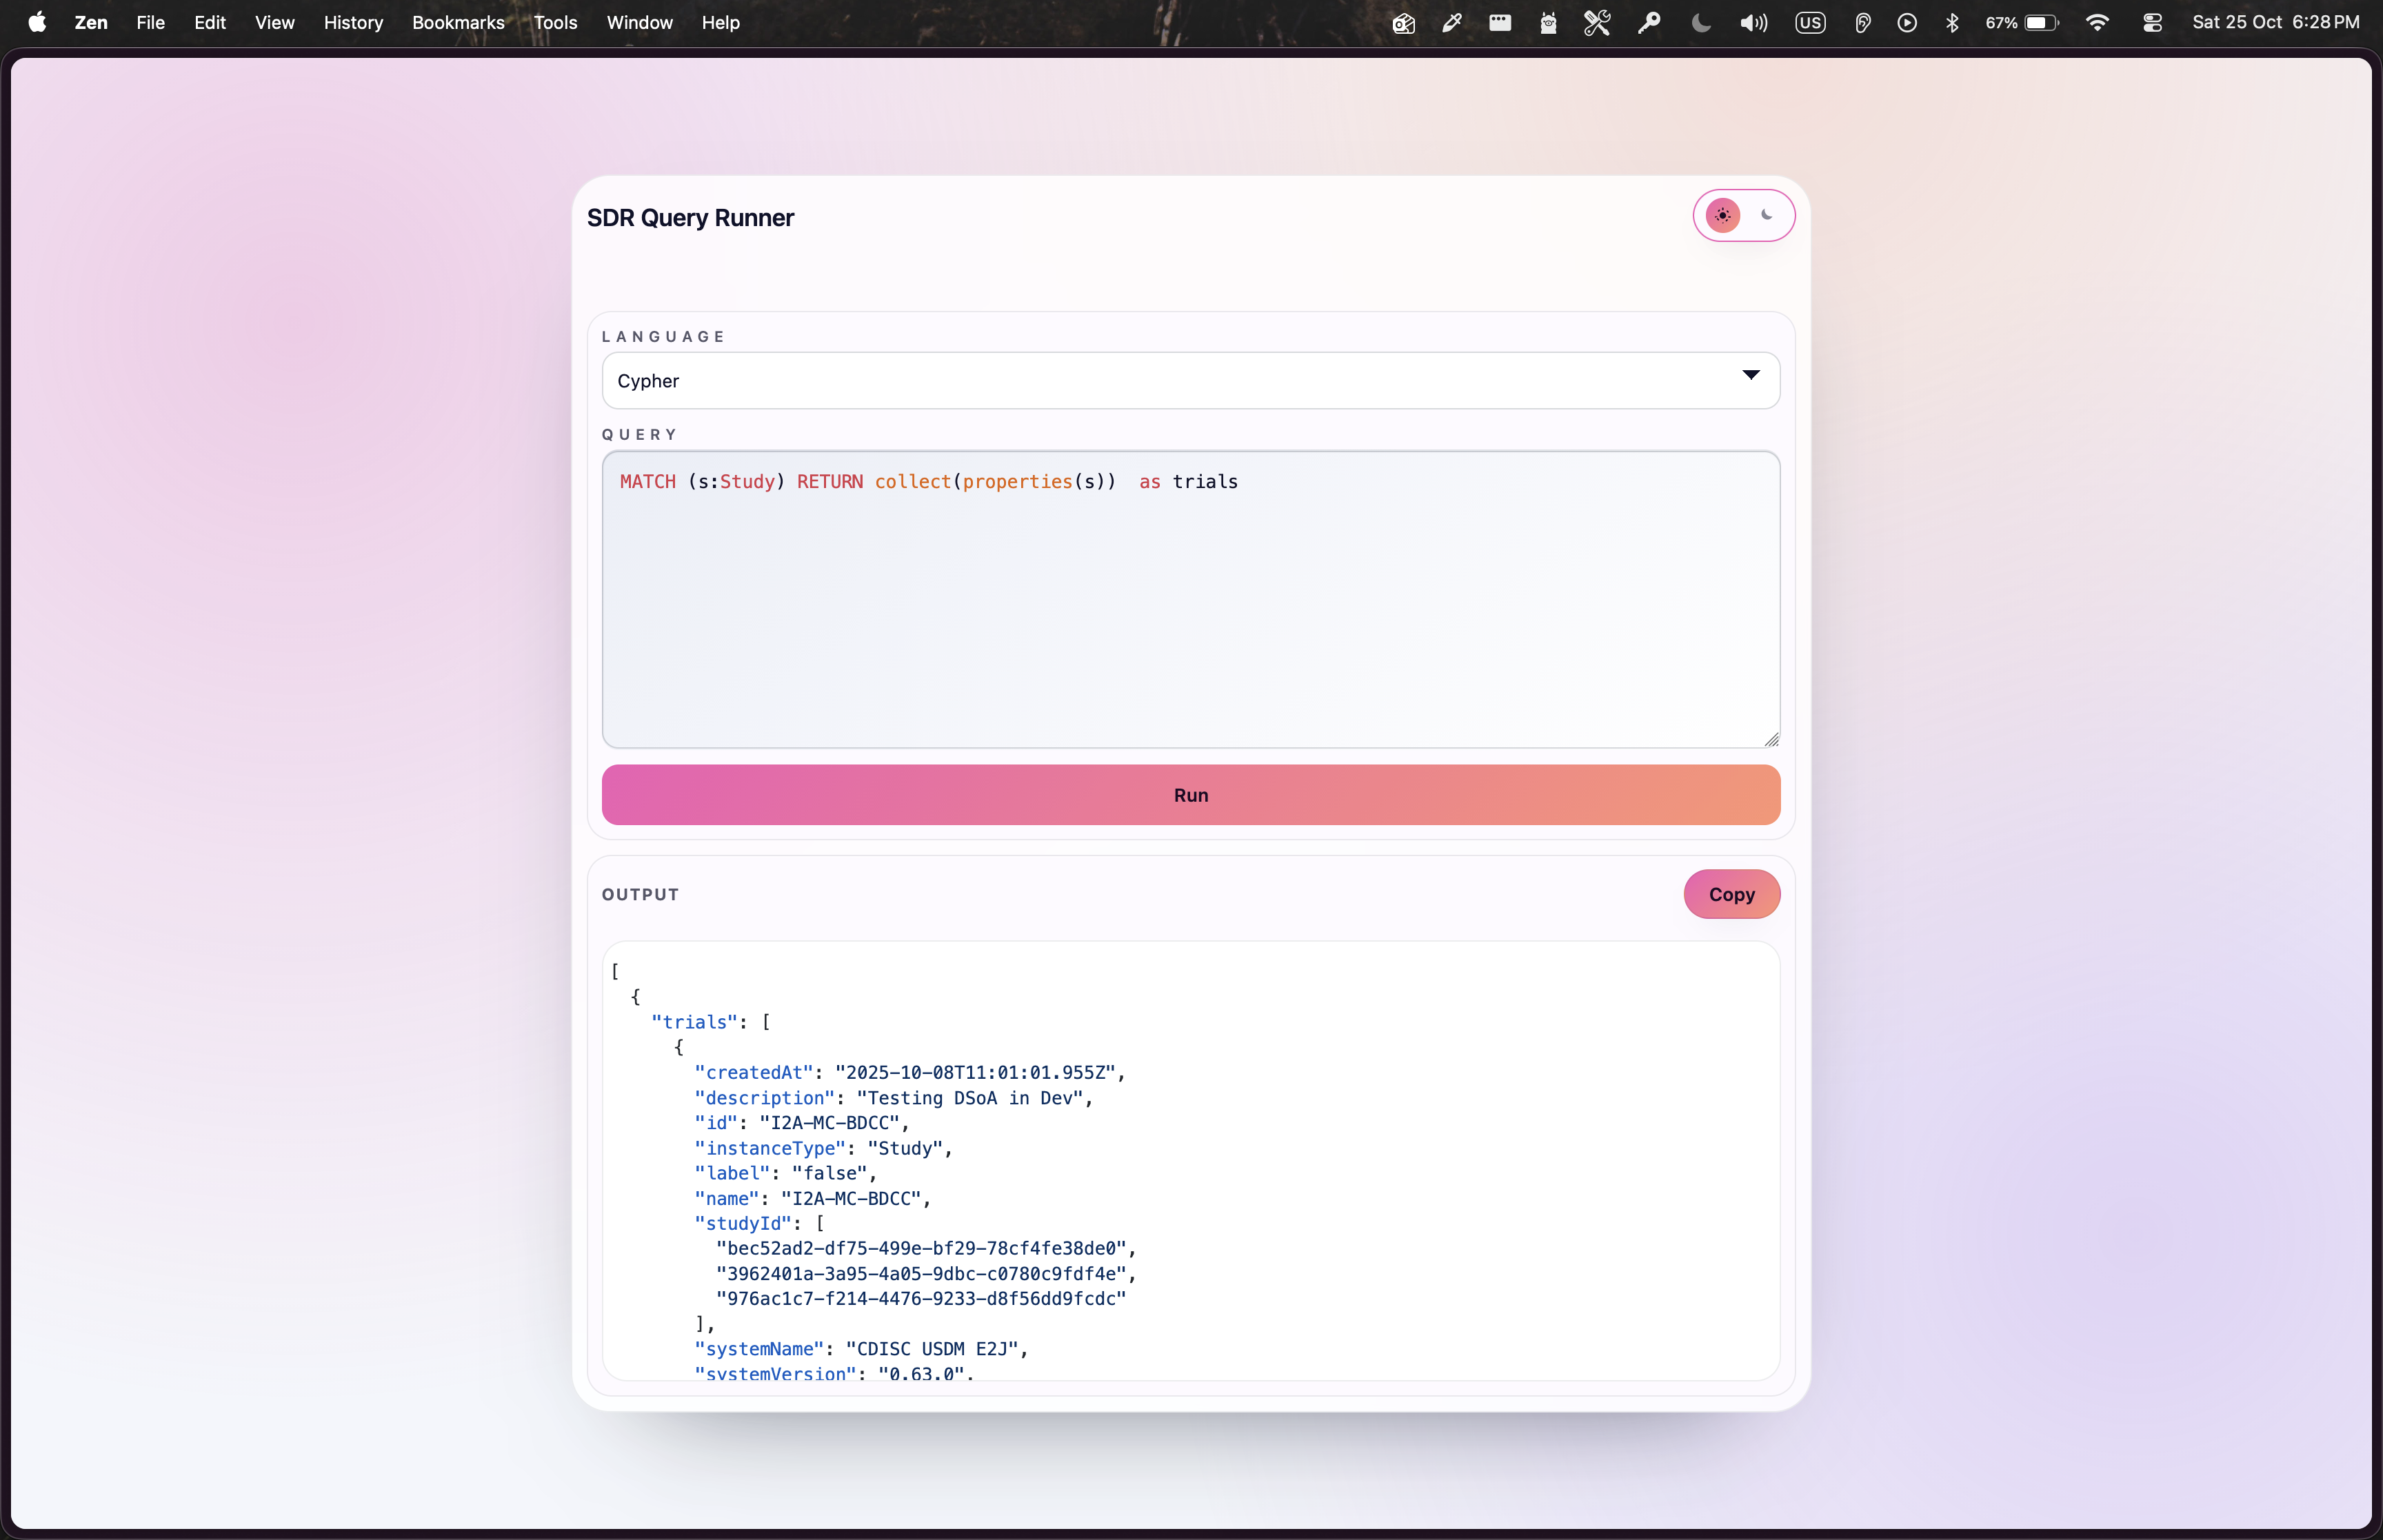 Zen File Edit View History Bookmarks Tools Window Help US 67% Sat 25 Oct 6:28 PM
SDR Query Runner
LANGUAGE
Cypher
QUERY
MATCH (s:Study) RETURN collect(properties(s))  as trials
Run
OUTPUT
Copy
[
  {
    "trials": [
      {
        "createdAt": "2025-10-08T11:01:01.955Z",
        "description": "Testing DSoA in Dev",
        "id": "I2A-MC-BDCC",
        "instanceType": "Study",
        "label": "false",
        "name": "I2A-MC-BDCC",
        "studyId": [
          "bec52ad2-df75-499e-bf29-78cf4fe38de0",
          "3962401a-3a95-4a05-9dbc-c0780c9fdf4e",
          "976ac1c7-f214-4476-9233-d8f56dd9fcdc"
        ],
        "systemName": "CDISC USDM E2J",
        "systemVersion": "0.63.0",